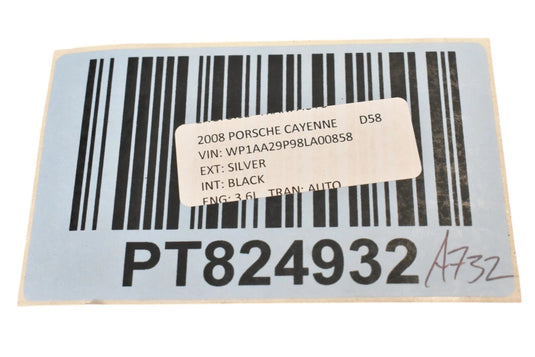 2008 PORSCHE CAYENNE D58
VIN: WP1AA29P98LA00858
EXT: SILVER
INT: BLACK
ENG: 3.6L TRAN: AUTO
PT824932
A732